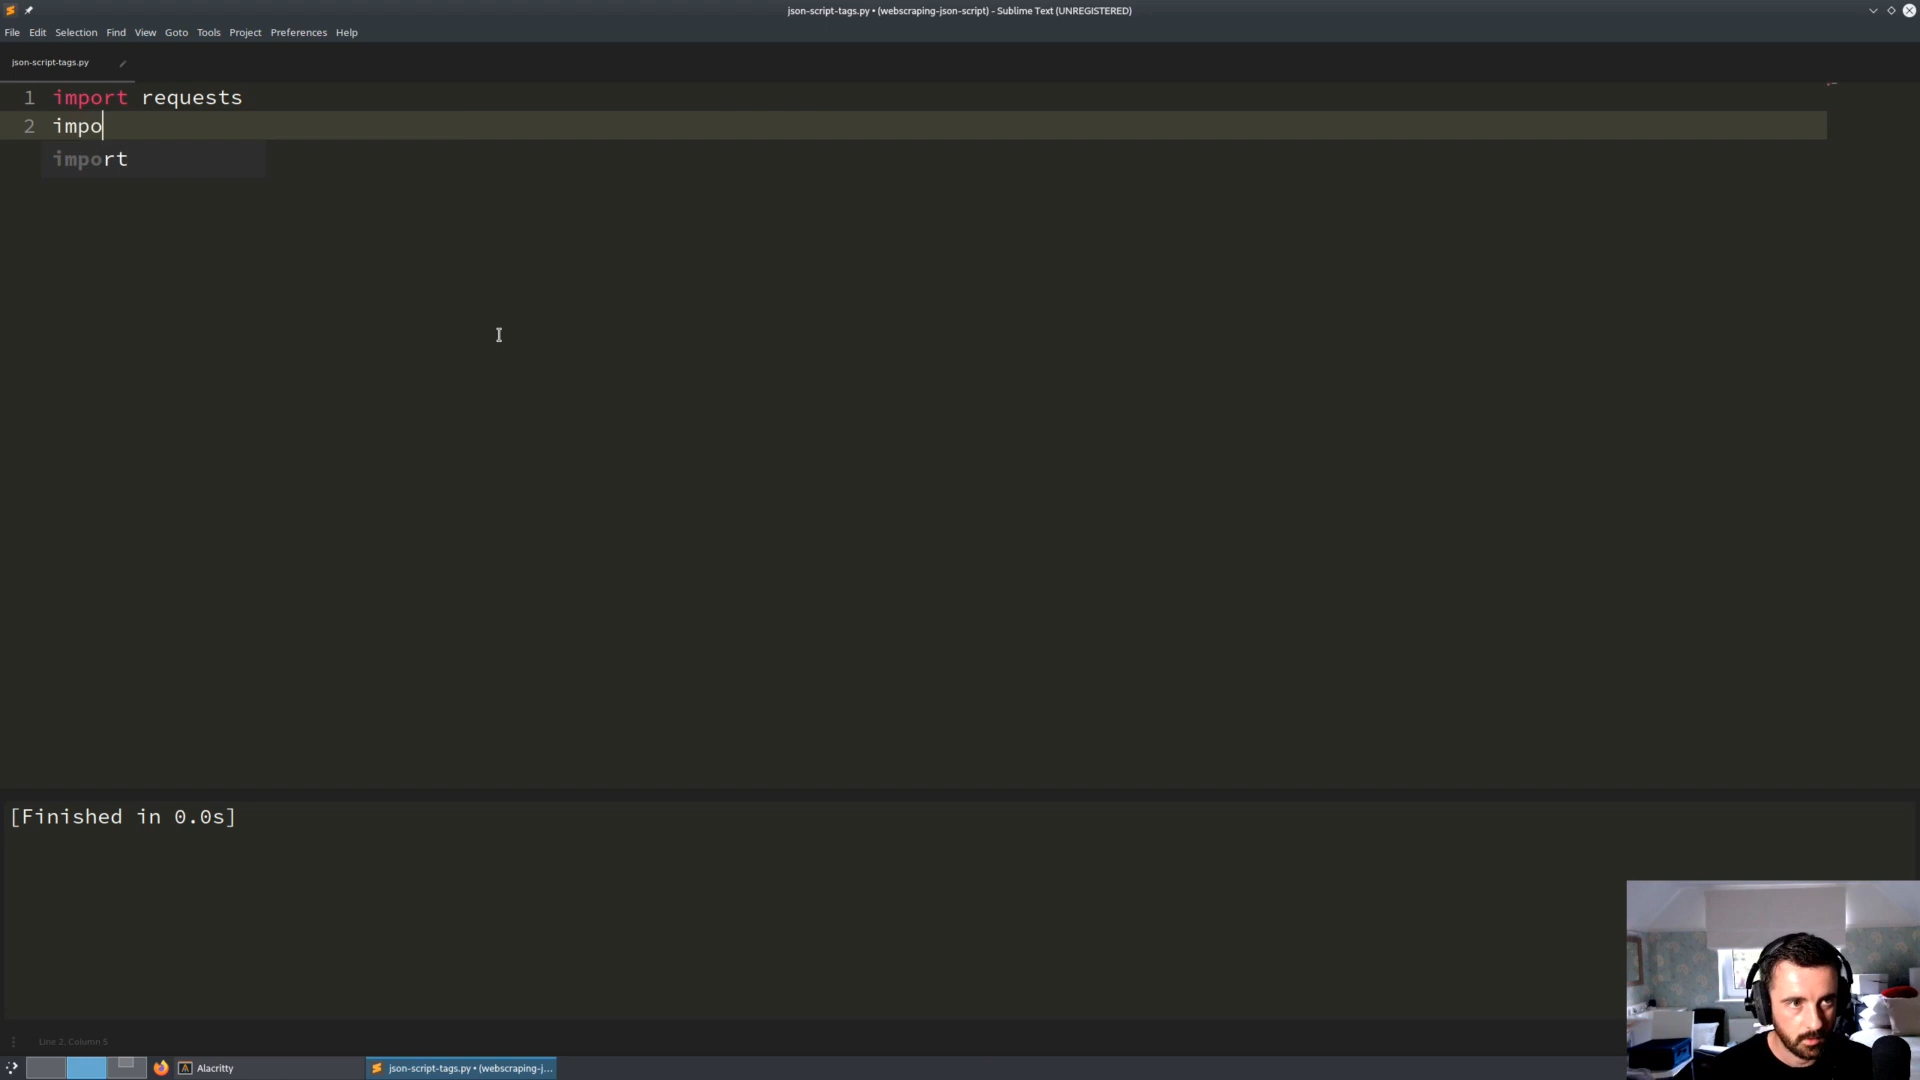 json-script-tags.py • (webscraping-json-script) - Sublime Text (UNREGISTERED)
File Edit Selection Find View Goto Tools Project Preferences Help
json-script-tags.py
1 import requests
2 impo
import
[Finished in 0.0s]
Line 2, Column 5
Alacritty
json-script-tags.py • (webscraping-j...